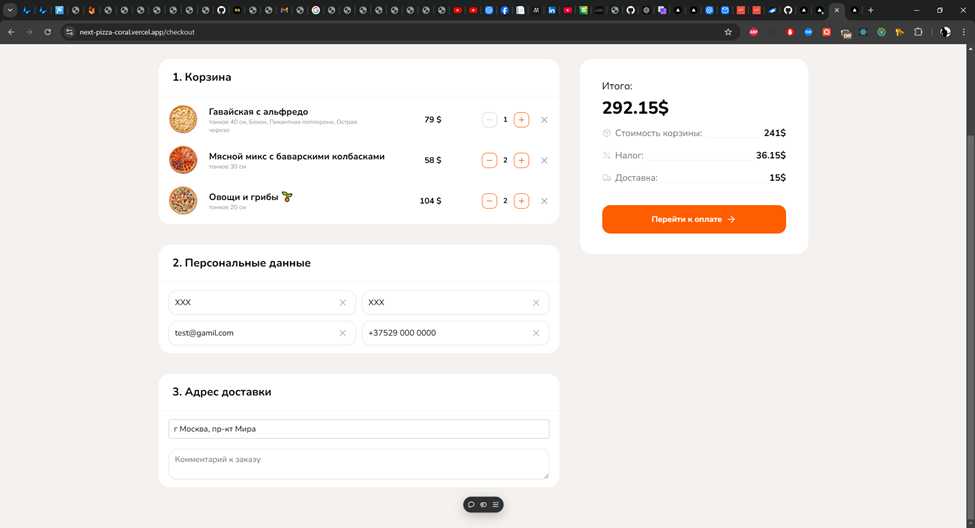 next-pizza-coral.vercel.app/checkout
1. Корзина
Гавайская с альфредо
тонкое 40 см, Бекон, Пикантная пепперони, Острая
чоризо
79 $
1
Мясной микс с баварскими колбасками
тонкое 30 см
58 $
2
Овощи и грибы
тонкое 20 см
104 $
2
2. Персональные данные
XXX
XXX
test@gamil.com
+37529 000 0000
3. Адрес доставки
г Москва, пр-кт Мира
Комментарий к заказу
Итого:
292.15$
Стоимость корзины: 241$
Налог: 36.15$
Доставка: 15$
Перейти к оплате